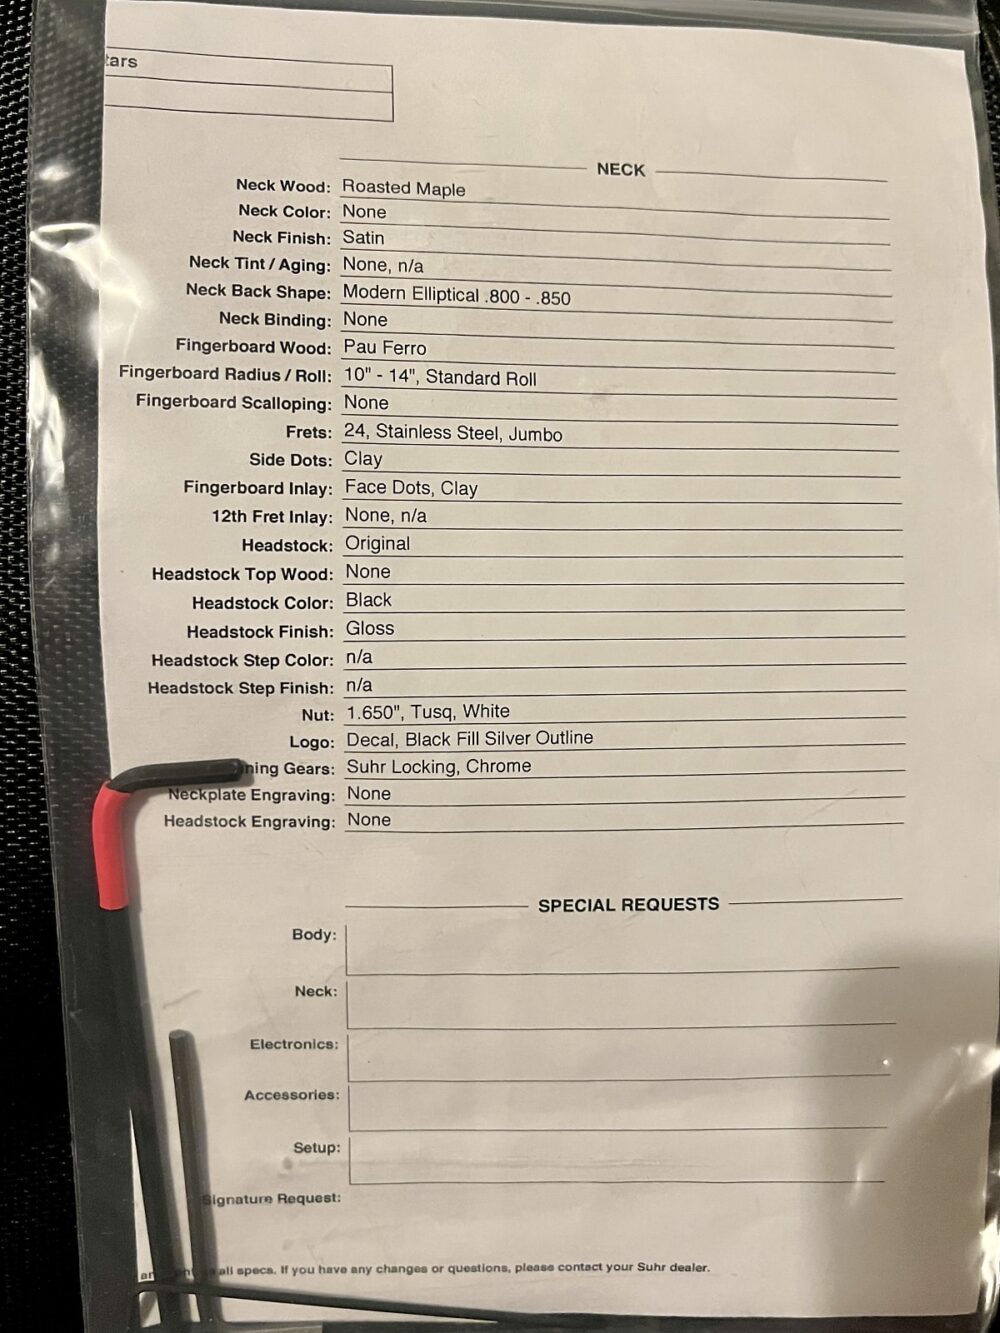 NECK
Neck Wood: Roasted Maple
Neck Color: None
Neck Finish: Satin
Neck Tint / Aging: None, n/a
Neck Back Shape: Modern Elliptical .800 - .850
Neck Binding: None
Fingerboard Wood: Pau Ferro
Fingerboard Radius / Roll: 10" - 14", Standard Roll
Fingerboard Scalloping: None
Frets: 24, Stainless Steel, Jumbo
Side Dots: Clay
Fingerboard Inlay: Face Dots, Clay
12th Fret Inlay: None, n/a
Headstock: Original
Headstock Top Wood: None
Headstock Color: Black
Headstock Finish: Gloss
Headstock Step Color: n/a
Headstock Step Finish: n/a
Nut: 1.650", Tusq, White
Logo: Decal, Black Fill Silver Outline
Gears: Suhr Locking, Chrome
Neckplate Engraving: None
Headstock Engraving: None
SPECIAL REQUESTS
Body:
Neck:
Electronics:
Accessories:
Setup:
Signature Request:
all specs. If you have any changes or questions, please contact your Suhr dealer.